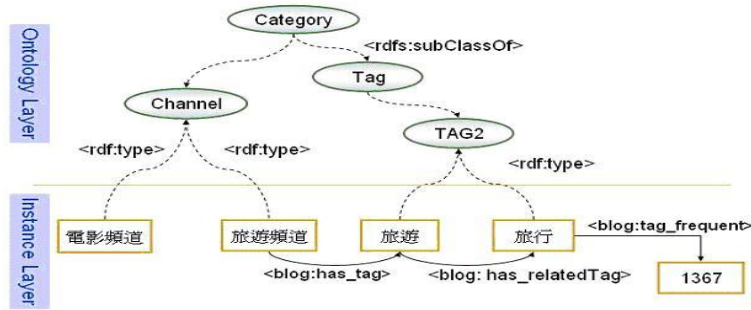 Ontology Layer
Category
<rdfs:subClassOf>
Tag
Channel
TAG2
<rdf:type>
<rdf:type>
<rdf:type>
Instance Layer
電影頻道
旅遊頻道
旅遊
旅行
<blog:tag_frequent>
<blog:has_tag>
<blog: has_relatedTag>
1367